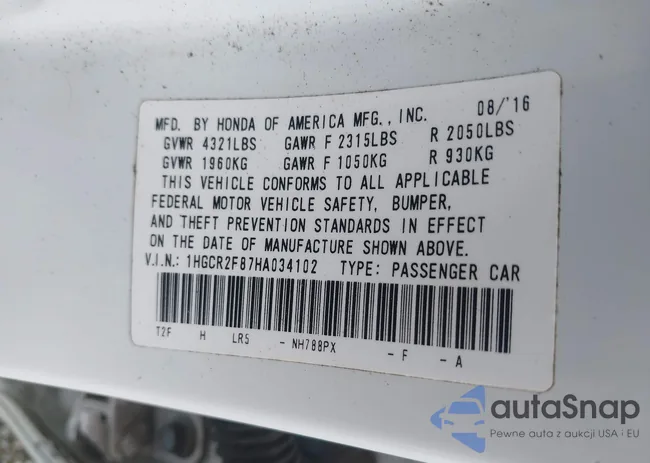 MFD. BY HONDA OF AMERICA MFG., INC. 08/'16
GVWR 4321LBS GAWR F 2315LBS R 2050LBS
GVWR 1960KG GAWR F 1050KG R 930KG
THIS VEHICLE CONFORMS TO ALL APPLICABLE
FEDERAL MOTOR VEHICLE SAFETY, BUMPER,
AND THEFT PREVENTION STANDARDS IN EFFECT
ON THE DATE OF MANUFACTURE SHOWN ABOVE.
V.I.N.: 1HGCR2F87HA034102 TYPE: PASSENGER CAR
T2F H LR5 - NH788PX - F - A
autaSnap
Pewne auta z aukcji USA i EU